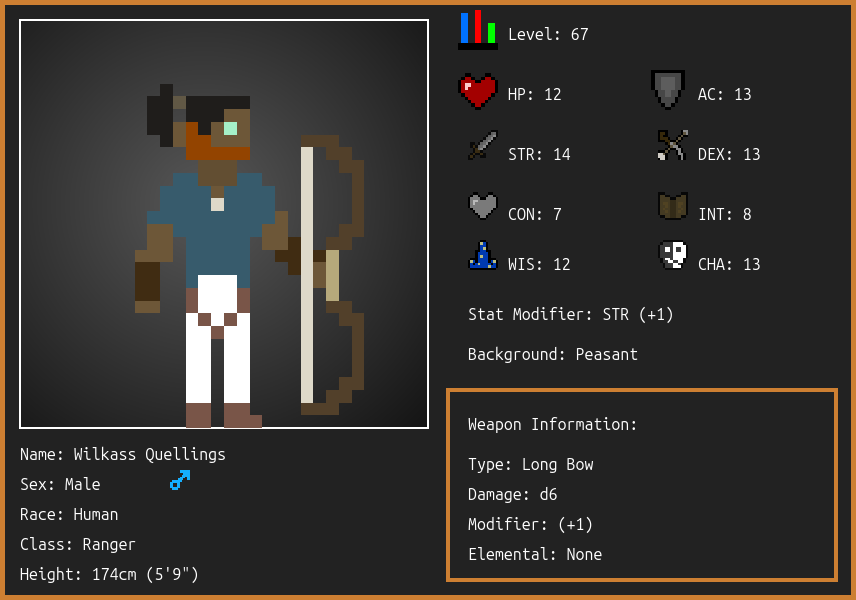 Level: 67
HP: 12
AC: 13
STR: 14
DEX: 13
CON: 7
INT: 8
WIS: 12
CHA: 13
Stat Modifier: STR (+1)
Background: Peasant
Weapon Information:
Type: Long Bow
Damage: d6
Modifier: (+1)
Elemental: None
Name: Wilkass Quellings
Sex: Male
Race: Human
Class: Ranger
Height: 174cm (5'9")